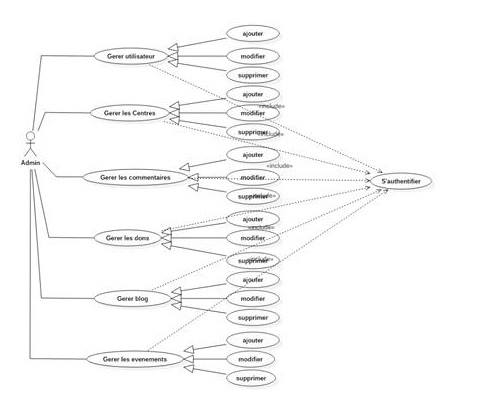 ajouter
Gerer utilisateur
modifier
supprimer
ajouter
«include»
Gerer les Centres
modifier
supprimer
«include»
Admin
ajouter
«include»
Gerer les commentaires
modifier
S'authentifier
supprimer
«include»
ajouter
«include»
Gerer les dons
modifier
supprimer
«include»
ajouter
Gerer blog
modifier
supprimer
ajouter
Gerer les evenements
modifier
supprimer